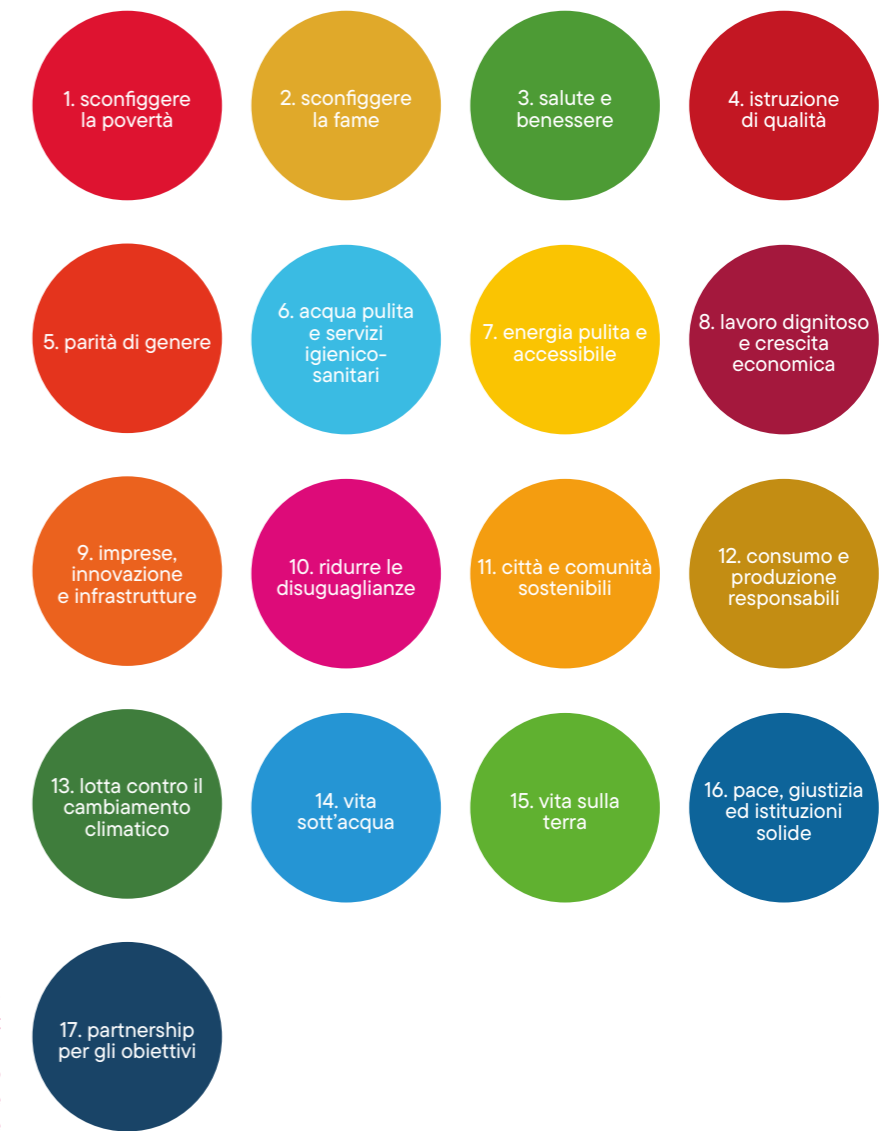 1. sconfiggere
la povertà
2. sconfiggere
la fame
3. salute e
benessere
4. istruzione
di qualità
5. parità di genere
6. acqua pulita
e servizi
igienico-
sanitari
7. energia pulita e
accessibile
8. lavoro dignitoso
e crescita
economica
9. imprese,
innovazione
e infrastrutture
10. ridurre le
disuguaglianze
11. città e comunità
sostenibili
12. consumo e
produzione
responsabili
13. lotta contro il
cambiamento
climatico
14. vita
sott’acqua
15. vita sulla
terra
16. pace, giustizia
ed istituzioni
solide
17. partnership
per gli obiettivi